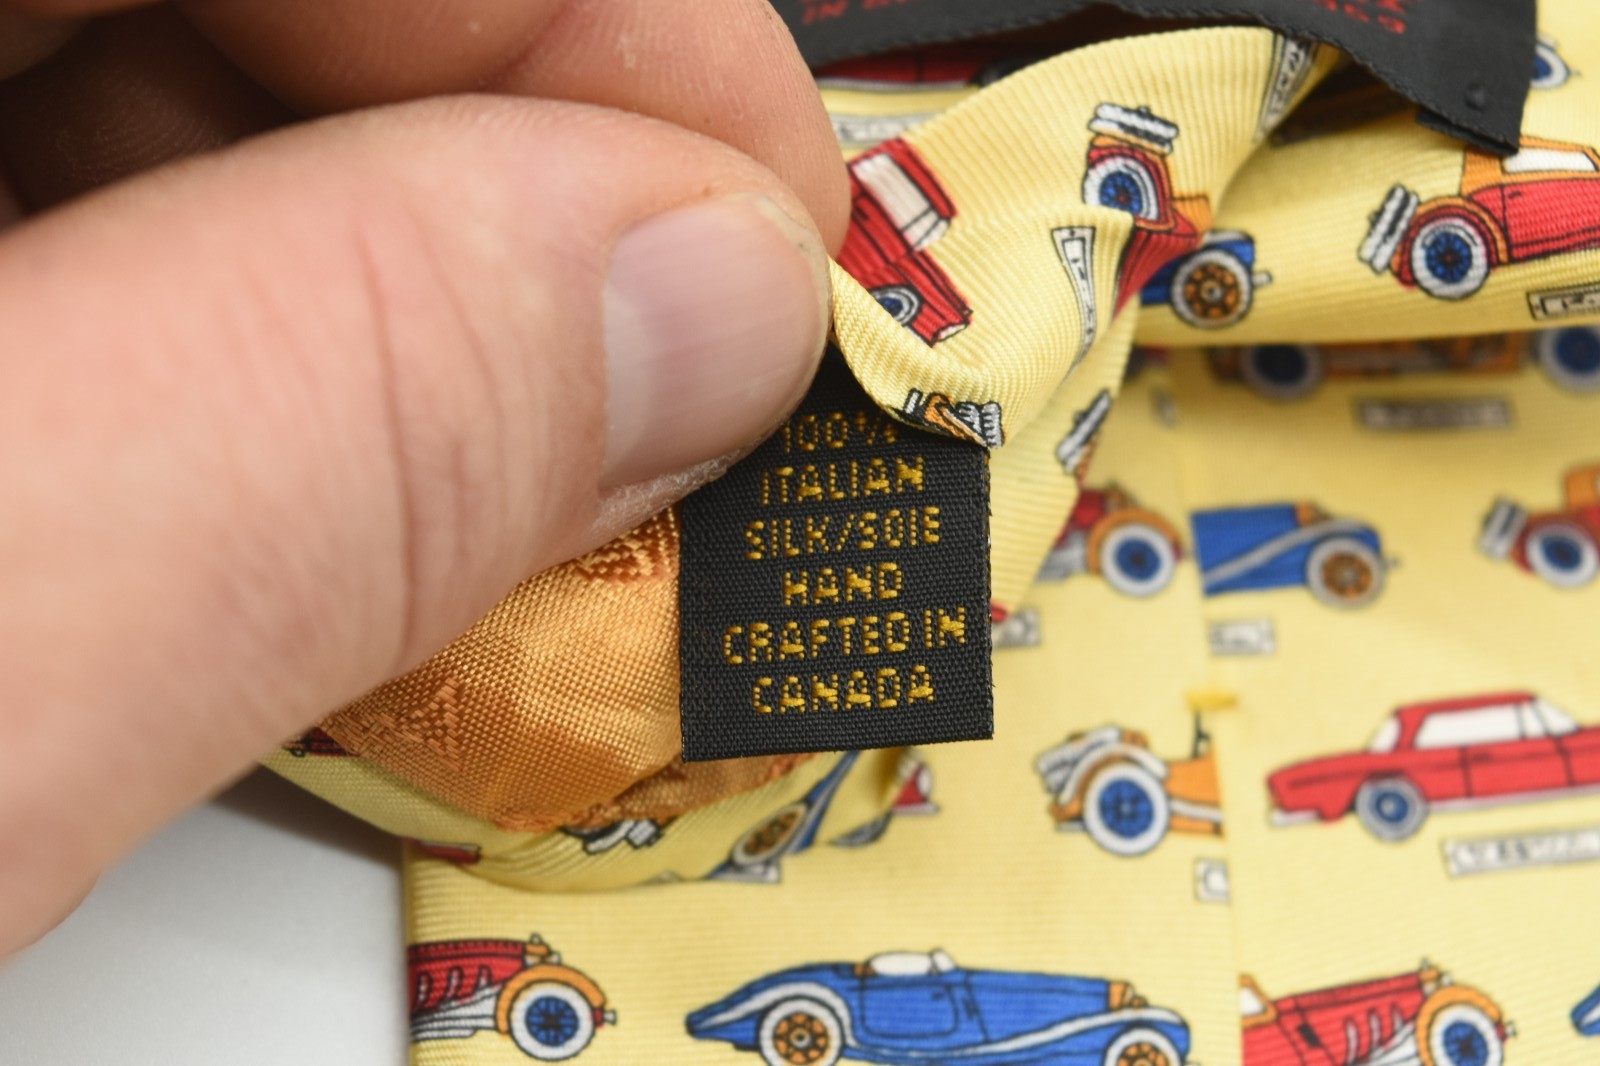 100%
ITALIAN
SILK/SOIE
HAND
CRAFTED IN
CANADA